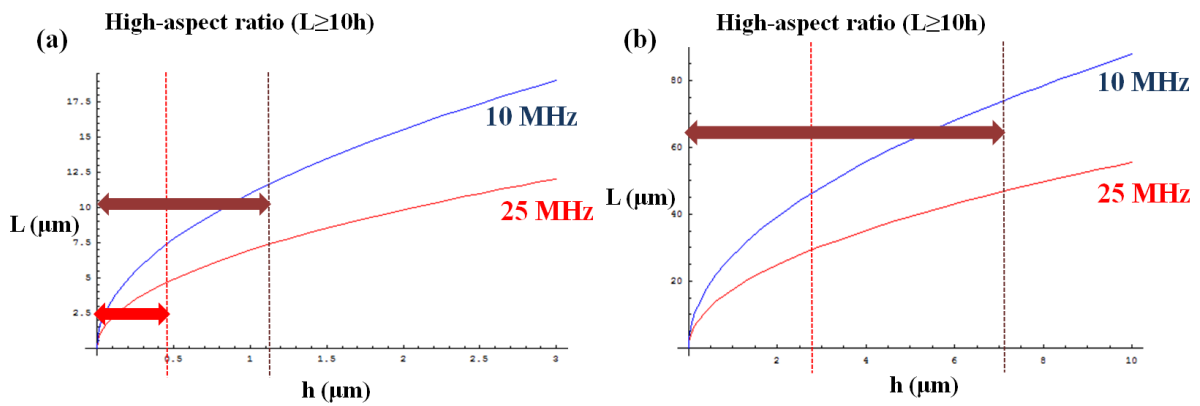 High-aspect ratio (L≥10h)
(a)
17.5
15
12.5
10
7.5
5
2.5
L (μm)
10 MHz
25 MHz
0.5
1
1.5
2
2.5
3
h (μm)
High-aspect ratio (L≥10h)
(b)
80
60
40
20
L (μm)
10 MHz
25 MHz
2
4
6
8
10
h (μm)